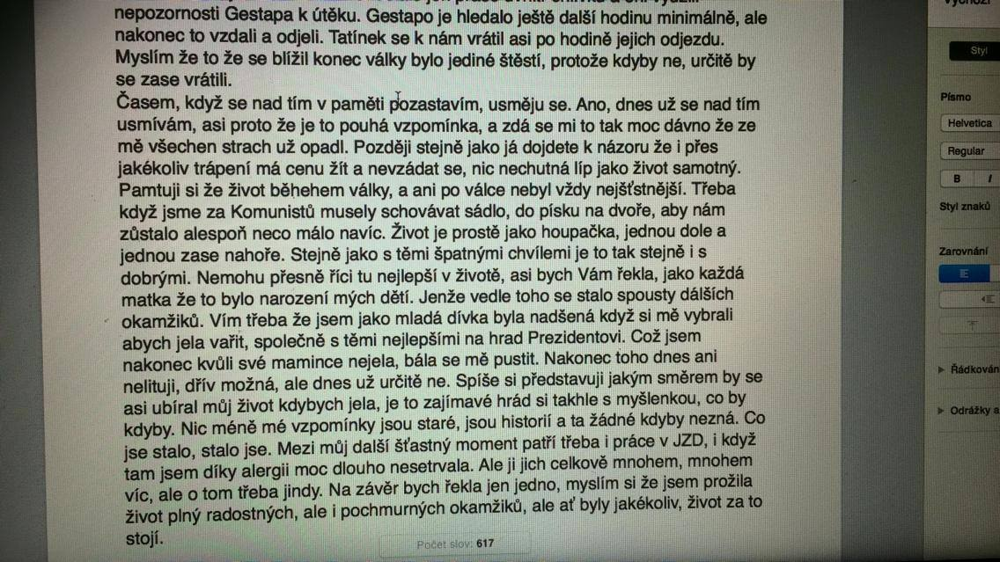 nepozornosti Gestapa k útěku. Gestapo je hledalo ještě další hodinu minimálně, ale
nakonec to vzdali a odjeli. Tatínek se k nám vrátil asi po hodině jejich odjezdu.
Myslím že to že se blížil konec války bylo jediné štěstí, protože kdyby ne, určitě by
se zase vrátili.
Časem, když se nad tím v paměti pozastavím, usměju se. Ano, dnes už se nad tím
usmívám, asi proto že je to pouhá vzpomínka, a zdá se mi to tak moc dávno že ze
mě všechen strach už opadl. Později stejně jako já dojdete k názoru že i přes
jakékoliv trápení má cenu žít a nevzádat se, nic nechutná líp jako život samotný.
Pamtuji si že život běhehem války, a ani po válce nebyl vždy nejšťstnější. Třeba
když jsme za Komunistů musely schovávat sádlo, do písku na dvoře, aby nám
zůstalo alespoň neco málo navíc. Život je prostě jako houpačka, jednou dole a
jednou zase nahoře. Stejně jako s těmi špatnými chvílemi je to tak stejně i s
dobrými. Nemohu přesně říci tu nejlepší v životě, asi bych Vám řekla, jako každá
matka že to bylo narození mých dětí. Jenže vedle toho se stalo spousty dálších
okamžiků. Vím třeba že jsem jako mladá dívka byla nadšená když si mě vybrali
abych jela vařit, společně s těmi nejlepšími na hrad Prezidentovi. Což jsem
nakonec kvůli své mamince nejela, bála se mě pustit. Nakonec toho dnes ani
nelituji, dřív možná, ale dnes už určitě ne. Spíše si představuji jakým směrem by se
asi ubíral můj život kdybych jela, je to zajímavé hrád si takhle s myšlenkou, co by
kdyby. Nic méně mé vzpomínky jsou staré, jsou historií a ta žádné kdyby nezná. Co
jse stalo, stalo jse. Mezi můj další šťastný moment patří třeba i práce v JZD, i když
tam jsem díky alergii moc dlouho nesetrvala. Ale ji jich celkově mnohem, mnohem
víc, ale o tom třeba jindy. Na závěr bych řekla jen jedno, myslím si že jsem prožila
život plný radostných, ale i pochmurných okamžiků, ale ať byly jakékoliv, život za to
stojí.
Počet slov: 617
Styl
Písmo
Helvetica
Regular
B I
Styl znaků
Zarovnání
Řádkován
Odrážky a